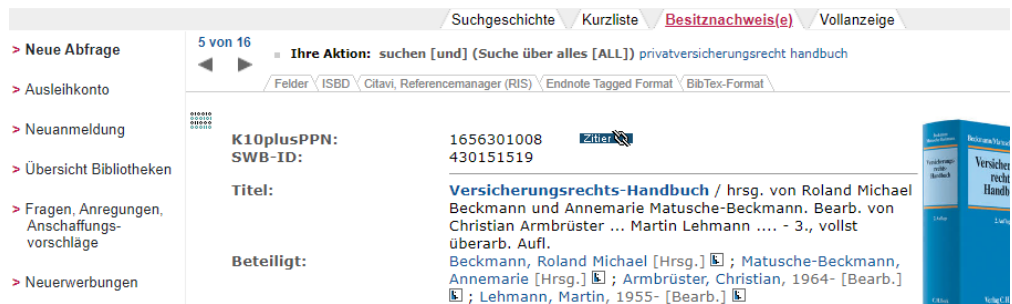 Suchgeschichte Kurzliste Besitznachweis(e) Vollanzeige
> Neue Abfrage
> Ausleihkonto
> Neuanmeldung
> Übersicht Bibliotheken
> Fragen, Anregungen,
Anschaffungs-
vorschläge
> Neuerwerbungen
5 von 16
Ihre Aktion: suchen [und] (Suche über alles [ALL]) privatversicherungsrecht handbuch
Felder ISBD Citavi, Referencemanager (RIS) Endnote Tagged Format BibTex-Format
K10plusPPN: 1656301008 Zitier
SWB-ID: 430151519
Titel: Versicherungsrechts-Handbuch / hrsg. von Roland Michael
Beckmann und Annemarie Matusche-Beckmann. Bearb. von
Christian Armbrüster ... Martin Lehmann .... - 3., vollst
überarb. Aufl.
Beteiligt: Beckmann, Roland Michael [Hrsg.] ; Matusche-Beckmann,
Annemarie [Hrsg.] ; Armbrüster, Christian, 1964- [Bearb.]
; Lehmann, Martin, 1955- [Bearb.]